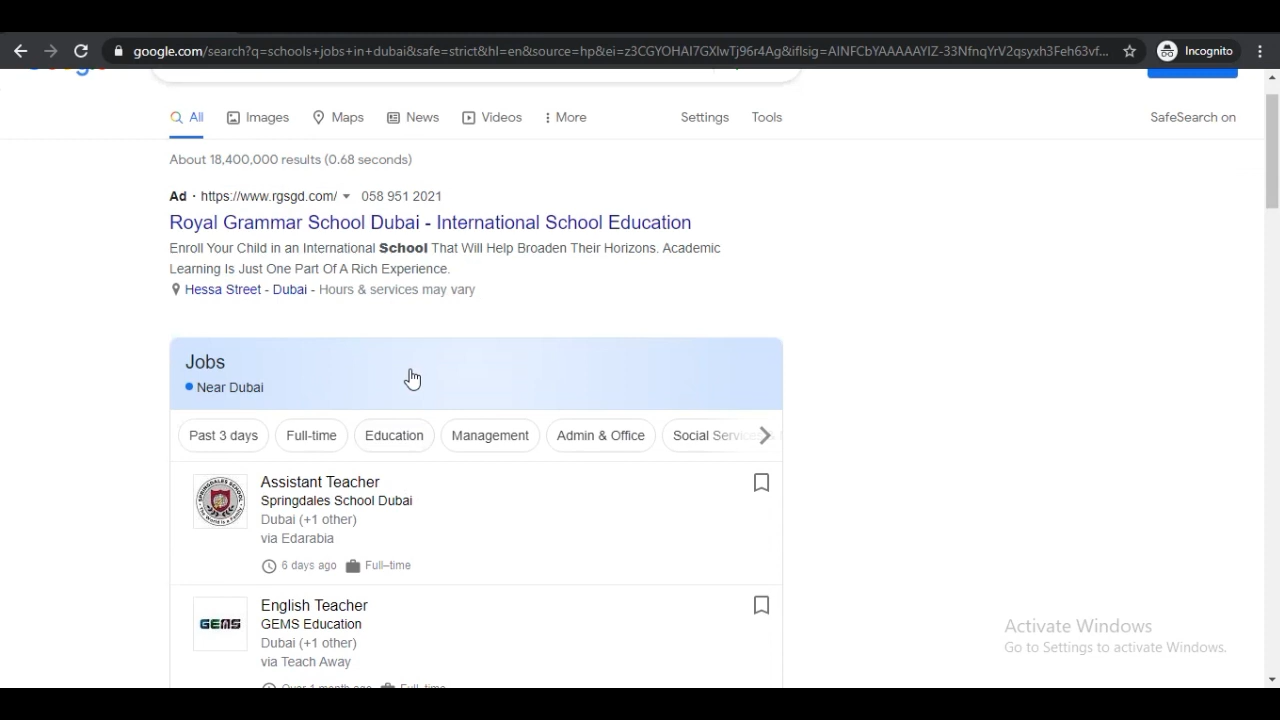 google.com/search?q=schools+jobs+in+dubai&safe=strict&hl=en&source=hp&ei=z3CGYOHAI7GXlwTj96r4Ag&iflsig=AINFCbYAAAAAYIZ-33NfnqYrV2qsyxh3Feh63vf...
Incognito
All
Images
Maps
News
Videos
More
Settings
Tools
SafeSearch on
About 18,400,000 results (0.68 seconds)
Ad · https://www.rgsgd.com/ 058 951 2021
Royal Grammar School Dubai - International School Education
Enroll Your Child in an International School That Will Help Broaden Their Horizons. Academic
Learning Is Just One Part Of A Rich Experience.
Hessa Street - Dubai - Hours & services may vary
Jobs
Near Dubai
Past 3 days
Full-time
Education
Management
Admin & Office
Social Services
Assistant Teacher
Springdales School Dubai
Dubai (+1 other)
via Edarabia
6 days ago Full–time
English Teacher
GEMS
GEMS Education
Dubai (+1 other)
via Teach Away
Over 1 month ago Full-time
Activate Windows
Go to Settings to activate Windows.